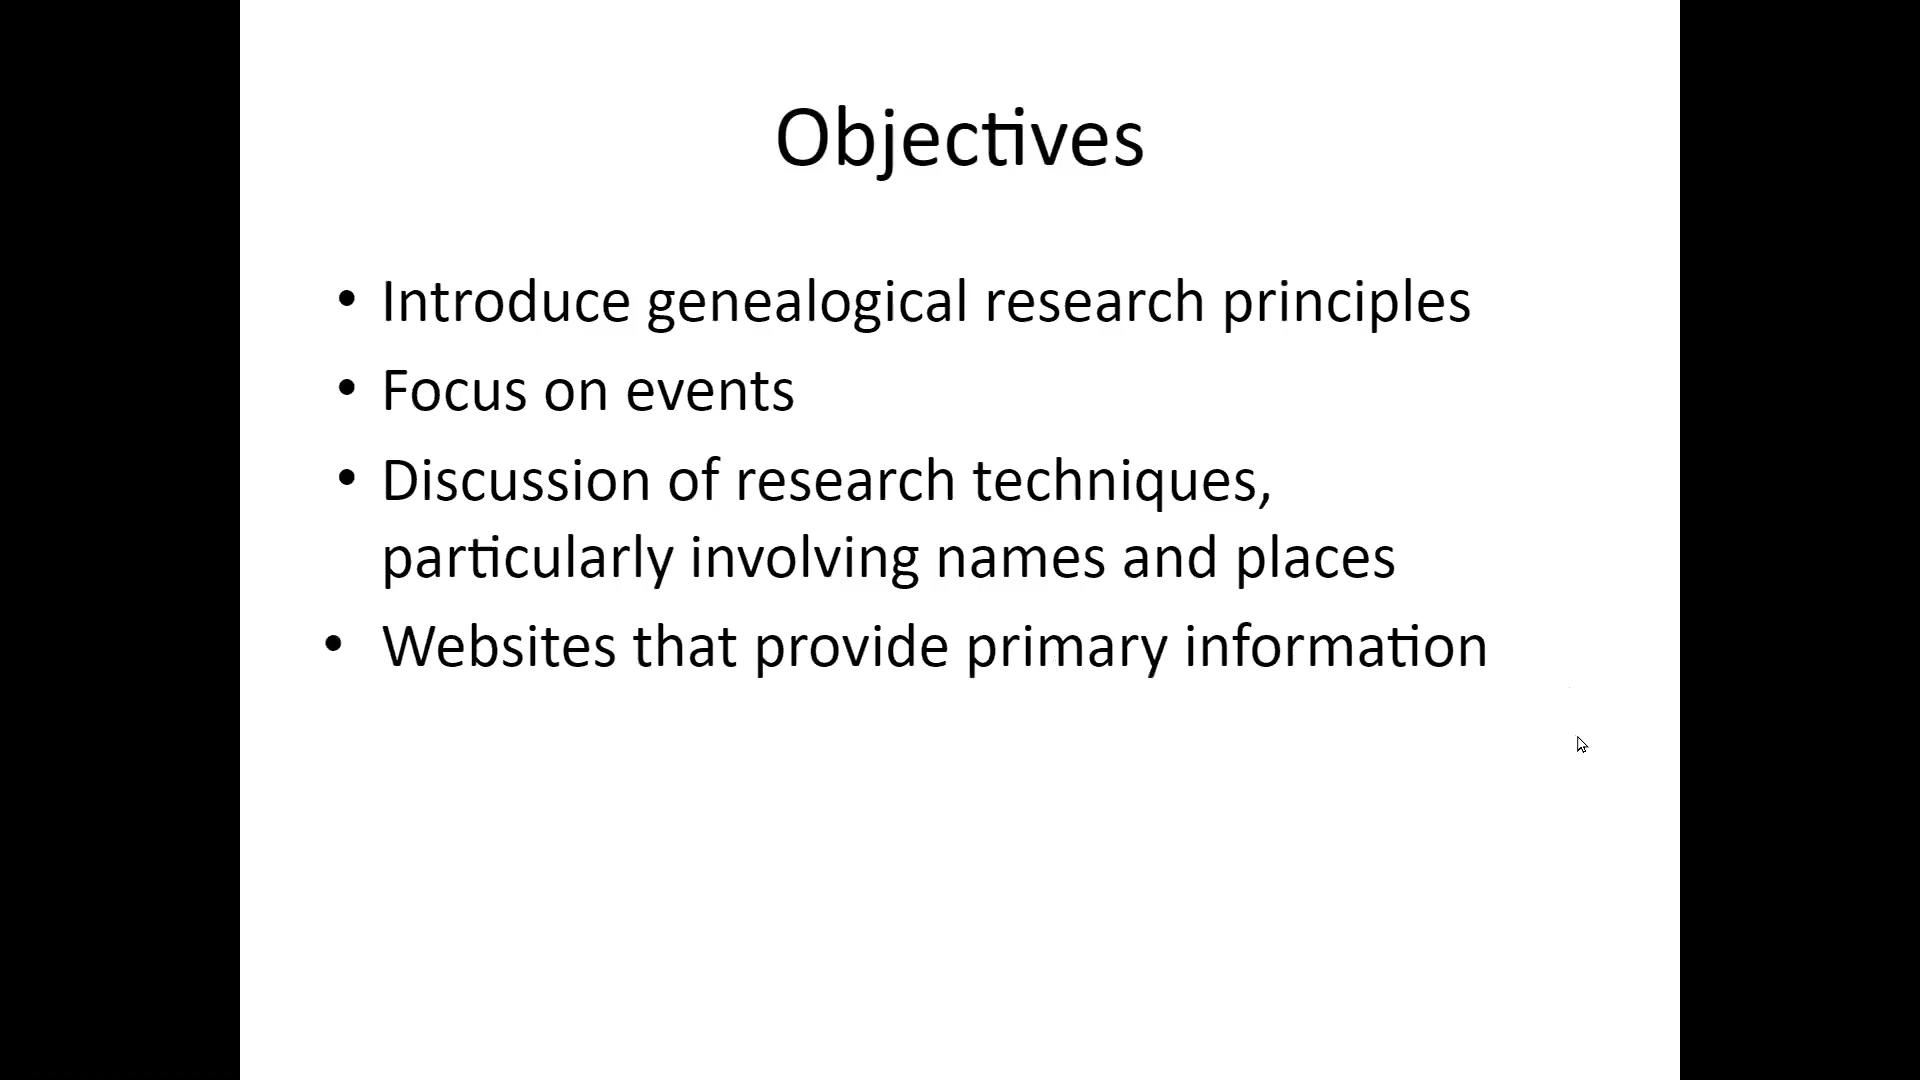 Objectives
• Introduce genealogical research principles
• Focus on events
• Discussion of research techniques,
particularly involving names and places
• Websites that provide primary information